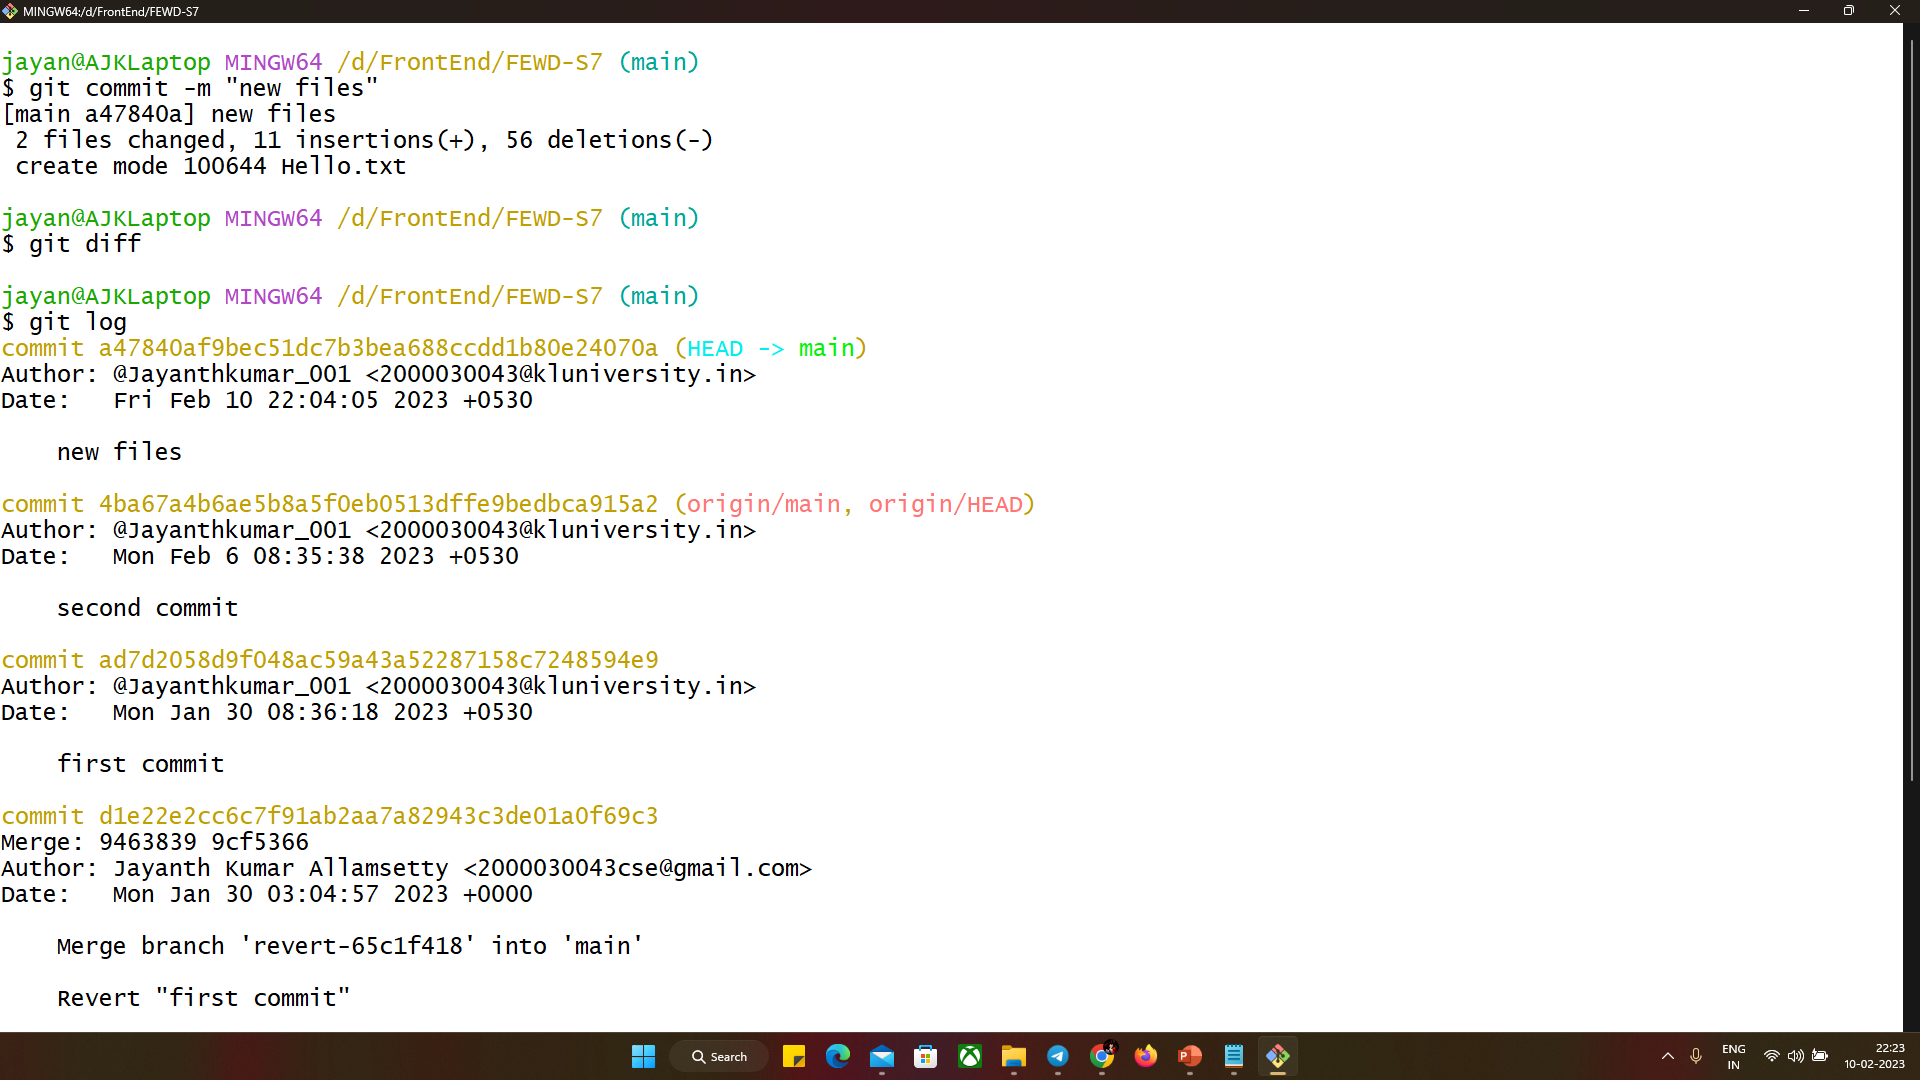 MINGW64:/d/FrontEnd/FEWD-S7
jayan@AJKLaptop MINGW64 /d/FrontEnd/FEWD-S7 (main)
$ git commit -m "new files"
[main a47840a] new files
 2 files changed, 11 insertions(+), 56 deletions(-)
 create mode 100644 Hello.txt
jayan@AJKLaptop MINGW64 /d/FrontEnd/FEWD-S7 (main)
$ git diff
jayan@AJKLaptop MINGW64 /d/FrontEnd/FEWD-S7 (main)
$ git log
commit a47840af9bec51dc7b3bea688ccdd1b80e24070a (HEAD -> main)
Author: @Jayanthkumar_001 <2000030043@kluniversity.in>
Date:   Fri Feb 10 22:04:05 2023 +0530
    new files
commit 4ba67a4b6ae5b8a5f0eb0513dffe9bedbca915a2 (origin/main, origin/HEAD)
Author: @Jayanthkumar_001 <2000030043@kluniversity.in>
Date:   Mon Feb 6 08:35:38 2023 +0530
    second commit
commit ad7d2058d9f048ac59a43a52287158c7248594e9
Author: @Jayanthkumar_001 <2000030043@kluniversity.in>
Date:   Mon Jan 30 08:36:18 2023 +0530
    first commit
commit d1e22e2cc6c7f91ab2aa7a82943c3de01a0f69c3
Merge: 9463839 9cf5366
Author: Jayanth Kumar Allamsetty <2000030043cse@gmail.com>
Date:   Mon Jan 30 03:04:57 2023 +0000
    Merge branch 'revert-65c1f418' into 'main'
    Revert "first commit"
Search
ENG
IN
22:23
10-02-2023